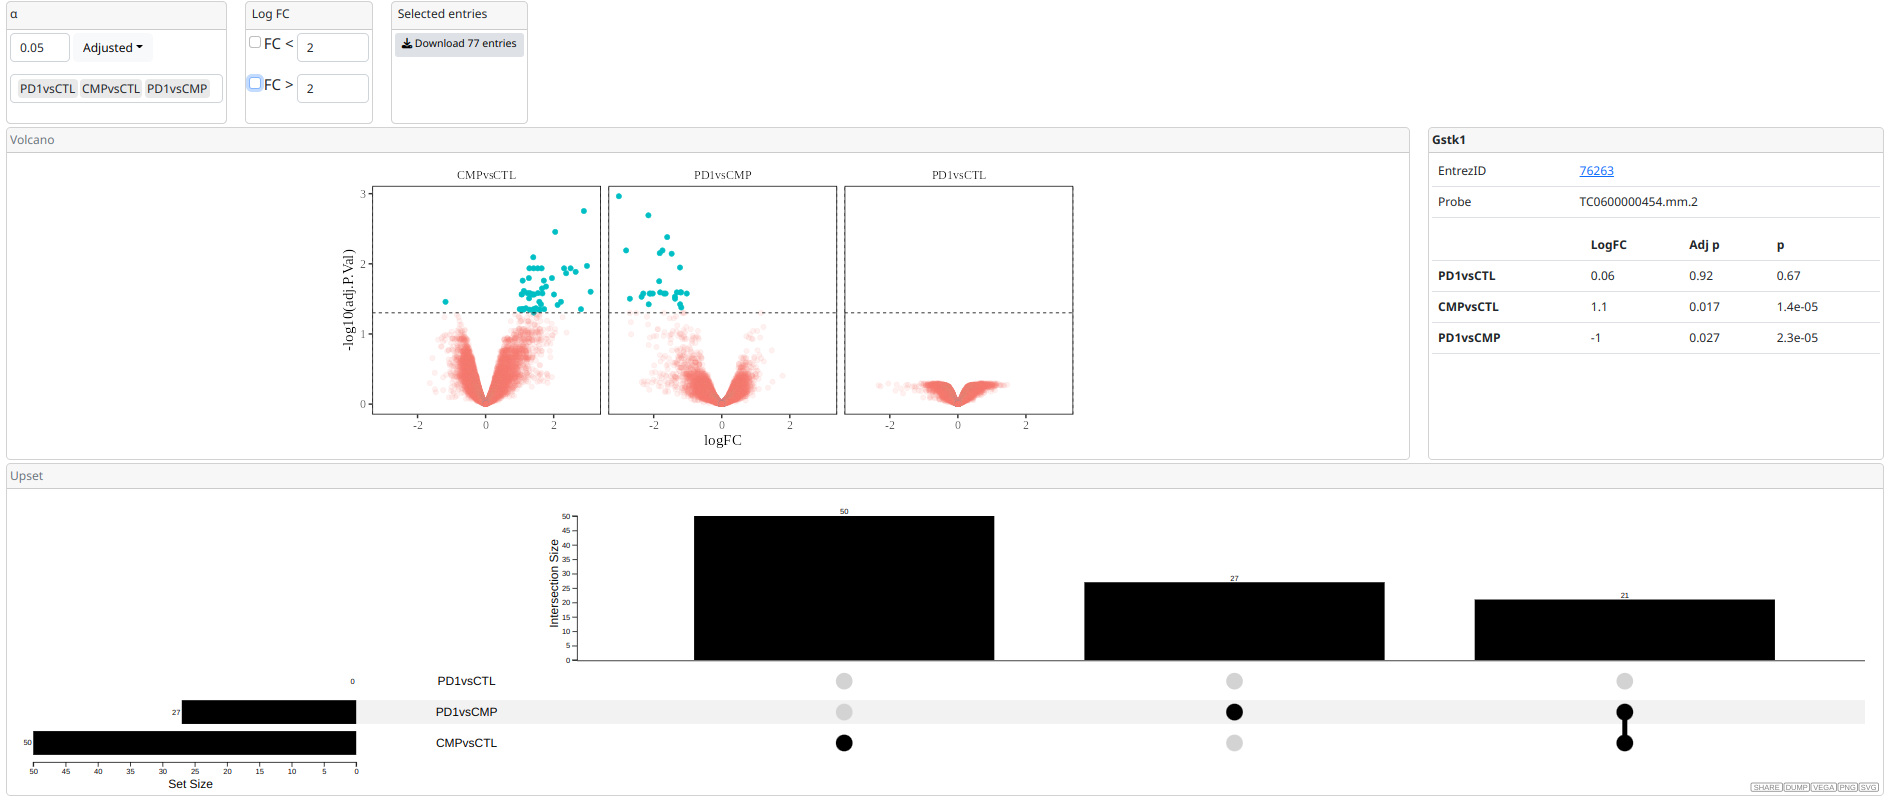 α
0.05 Adjusted
PD1vsCTL CMPvsCTL PD1vsCMP
Log FC
FC < 2
FC > 2
Selected entries
Download 77 entries
Volcano
CMPvsCTL PD1vsCMP PD1vsCTL
3
2
1
0
-log10(adj.P.Val)
-2 0 2 -2 0 2 -2 0 2
logFC
Gstk1
EntrezID 76263
Probe TC0600000454.mm.2
LogFC Adj p p
PD1vsCTL 0.06 0.92 0.67
CMPvsCTL 1.1 0.017 1.4e-05
PD1vsCMP -1 0.027 2.3e-05
Upset
50
45
40
35
30
25
20
15
10
5
0
Intersection Size
50 27 21
0 PD1vsCTL
27 PD1vsCMP
50 CMPvsCTL
50 45 40 35 30 25 20 15 10 5 0
Set Size
SHARE DUMP VEGA PNG SVG